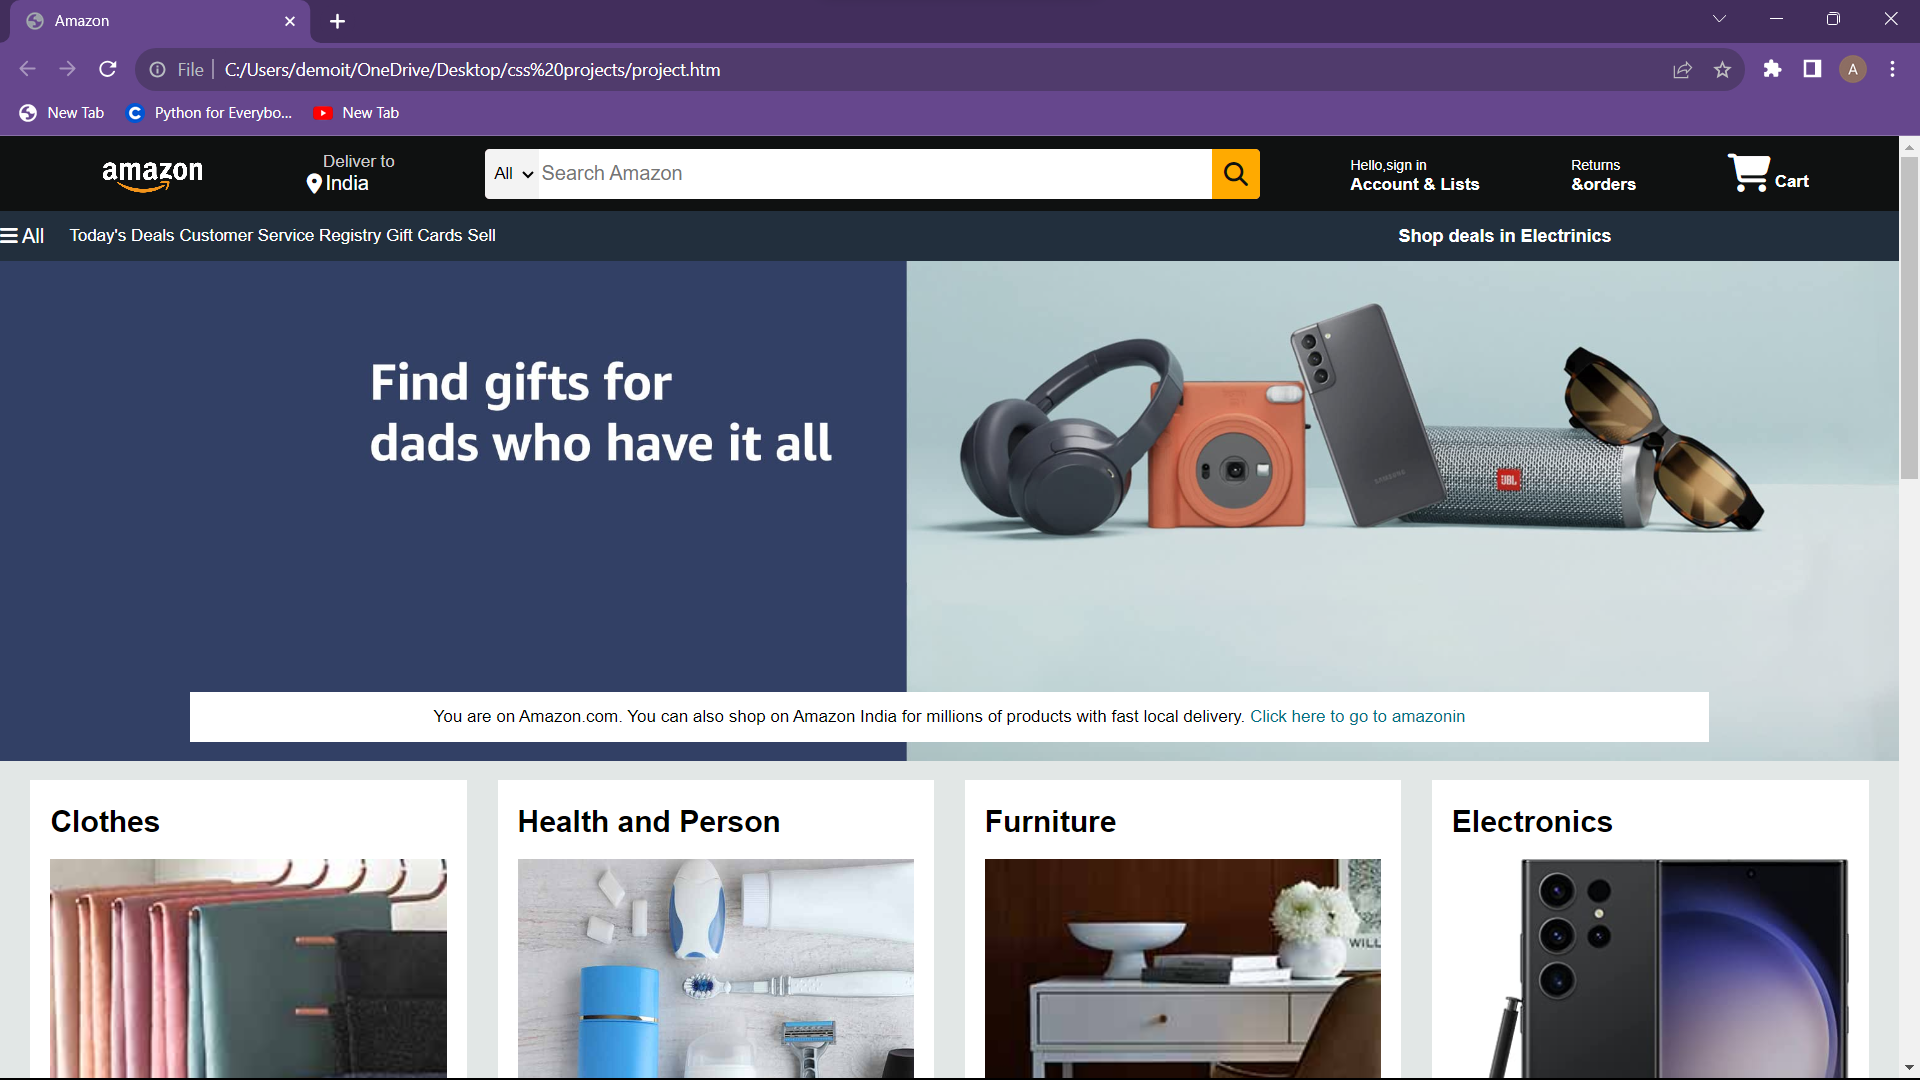 Amazon
File
C:/Users/demoit/OneDrive/Desktop/css%20projects/project.htm
A
New Tab
Python for Everybo...
New Tab
amazon
Deliver to
India
All
Search Amazon
Hello,sign in
Account & Lists
Returns
&orders
Cart
All
Today's Deals Customer Service Registry Gift Cards Sell
Shop deals in Electrinics
Find gifts for
dads who have it all
SAMSUNG
JBL
You are on Amazon.com. You can also shop on Amazon India for millions of products with fast local delivery. Click here to go to amazonin
Clothes
Health and Person
Furniture
Electronics
WILL